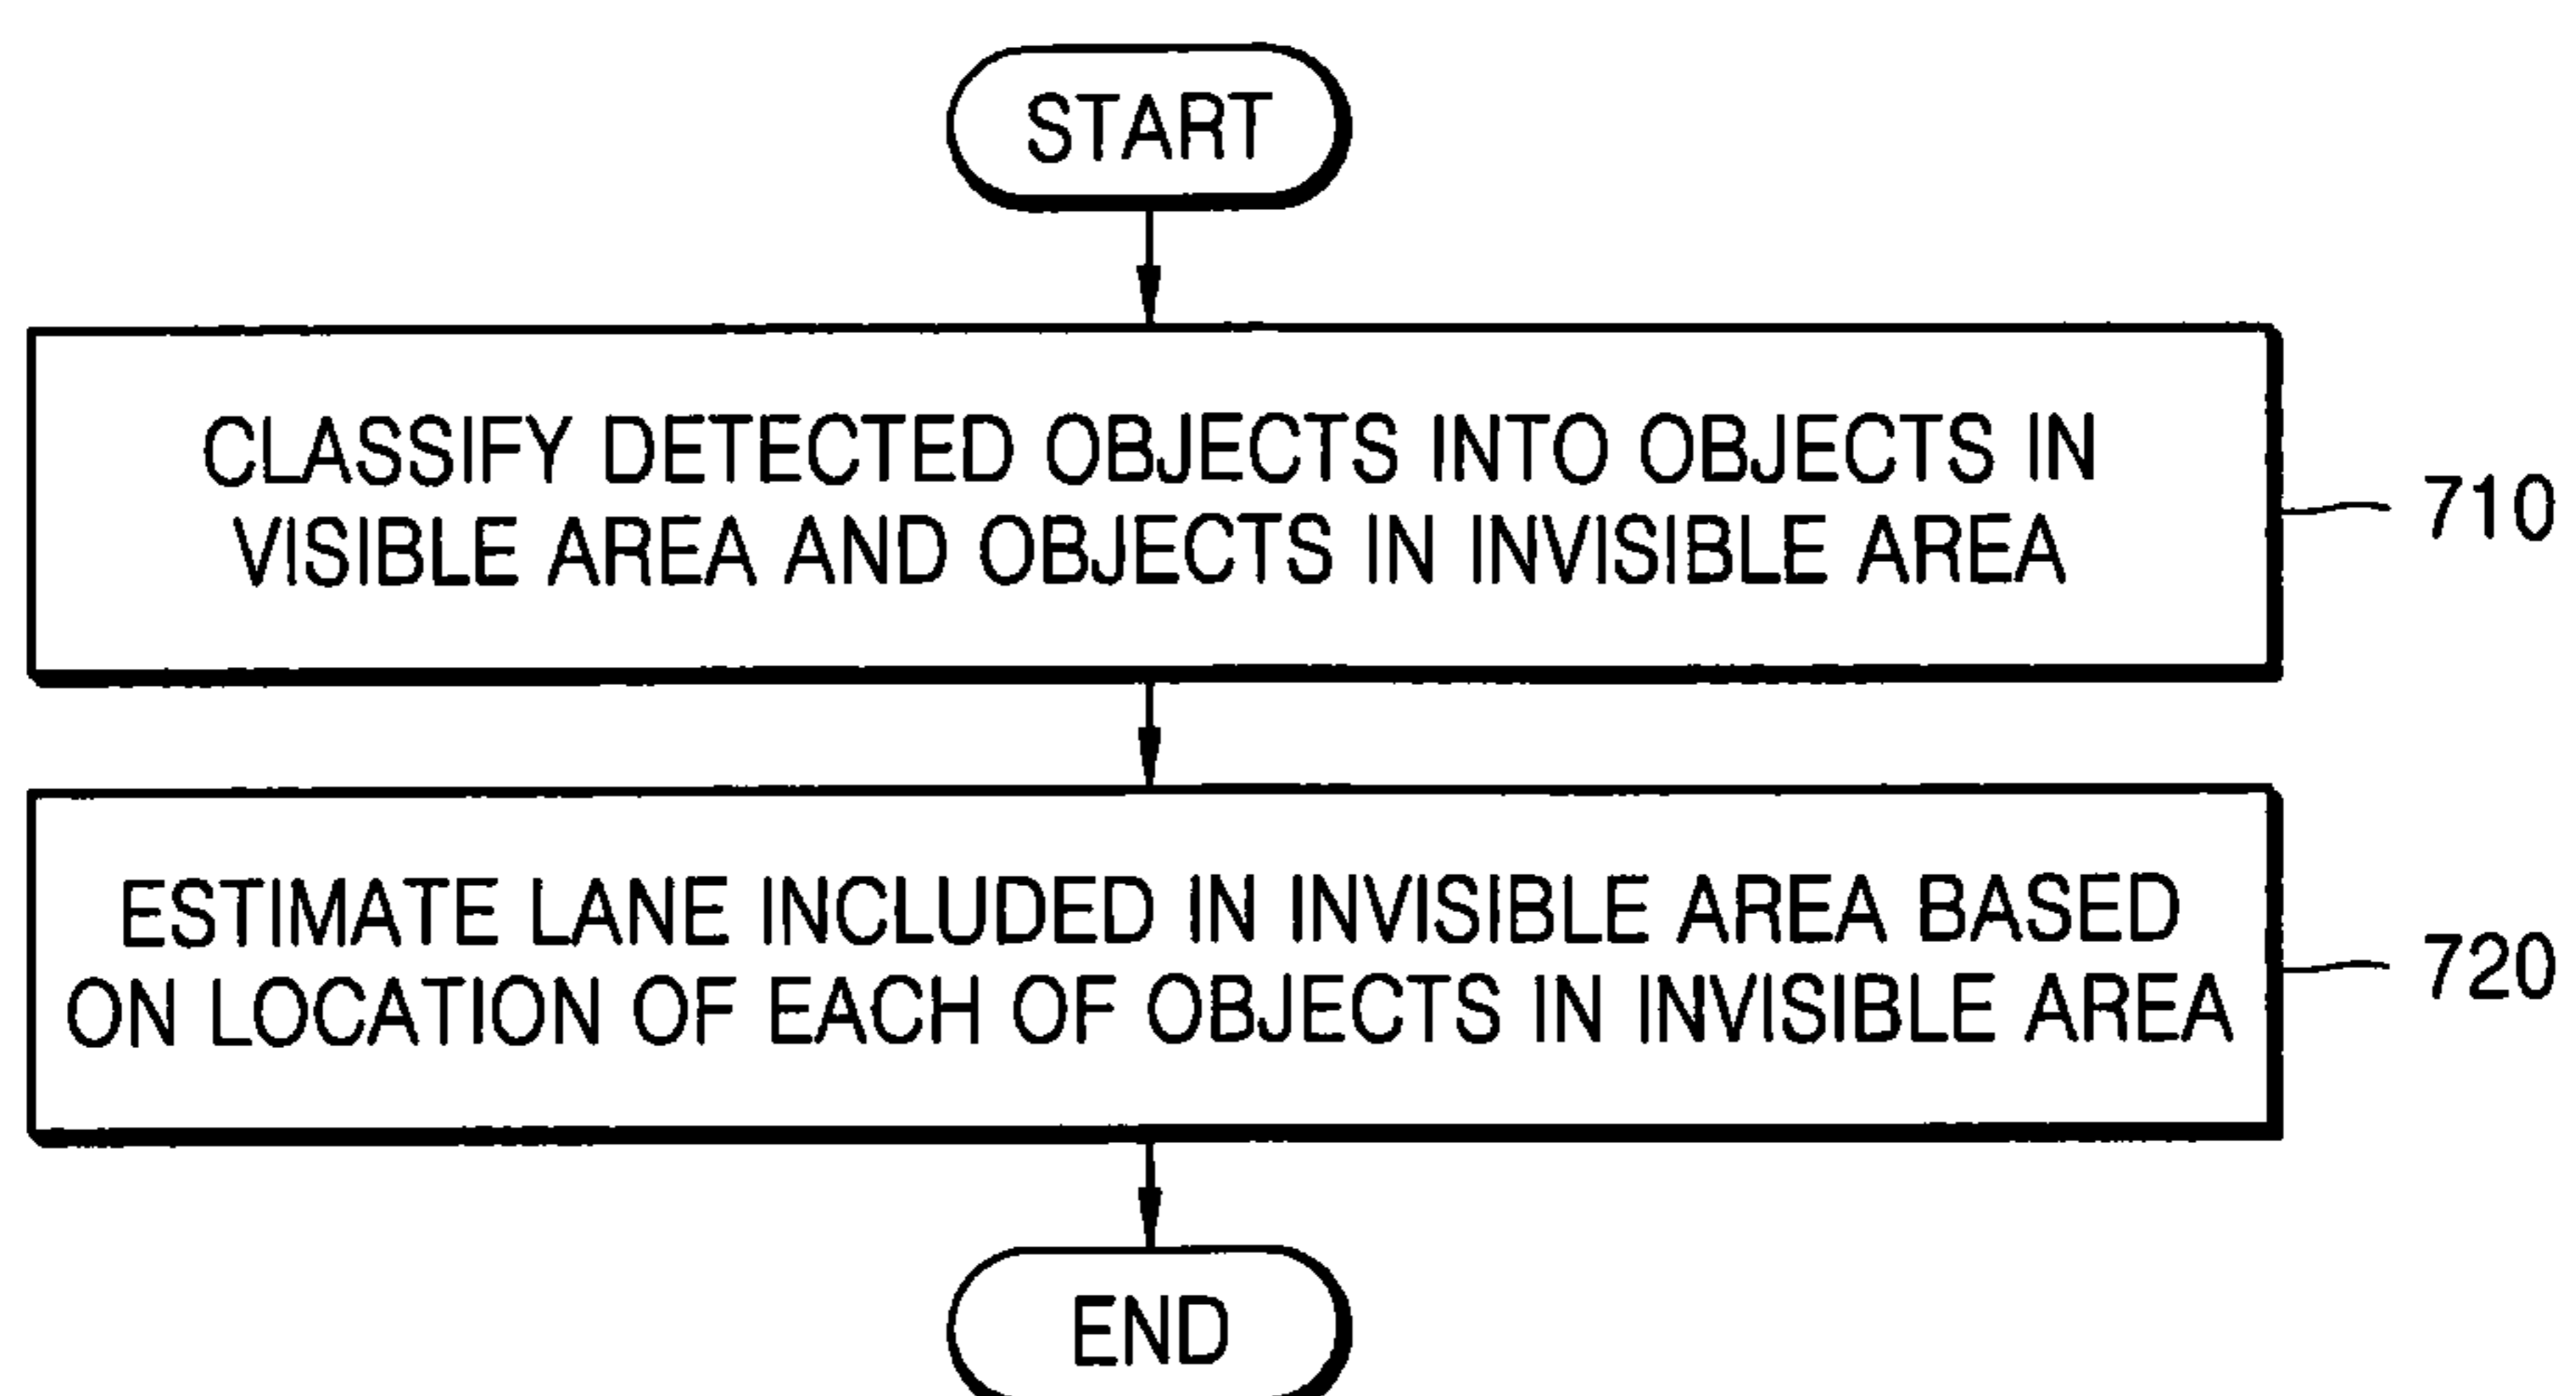 START
CLASSIFY DETECTED OBJECTS INTO OBJECTS IN
VISIBLE AREA AND OBJECTS IN INVISIBLE AREA
710
ESTIMATE LANE INCLUDED IN INVISIBLE AREA BASED
ON LOCATION OF EACH OF OBJECTS IN INVISIBLE AREA
720
END